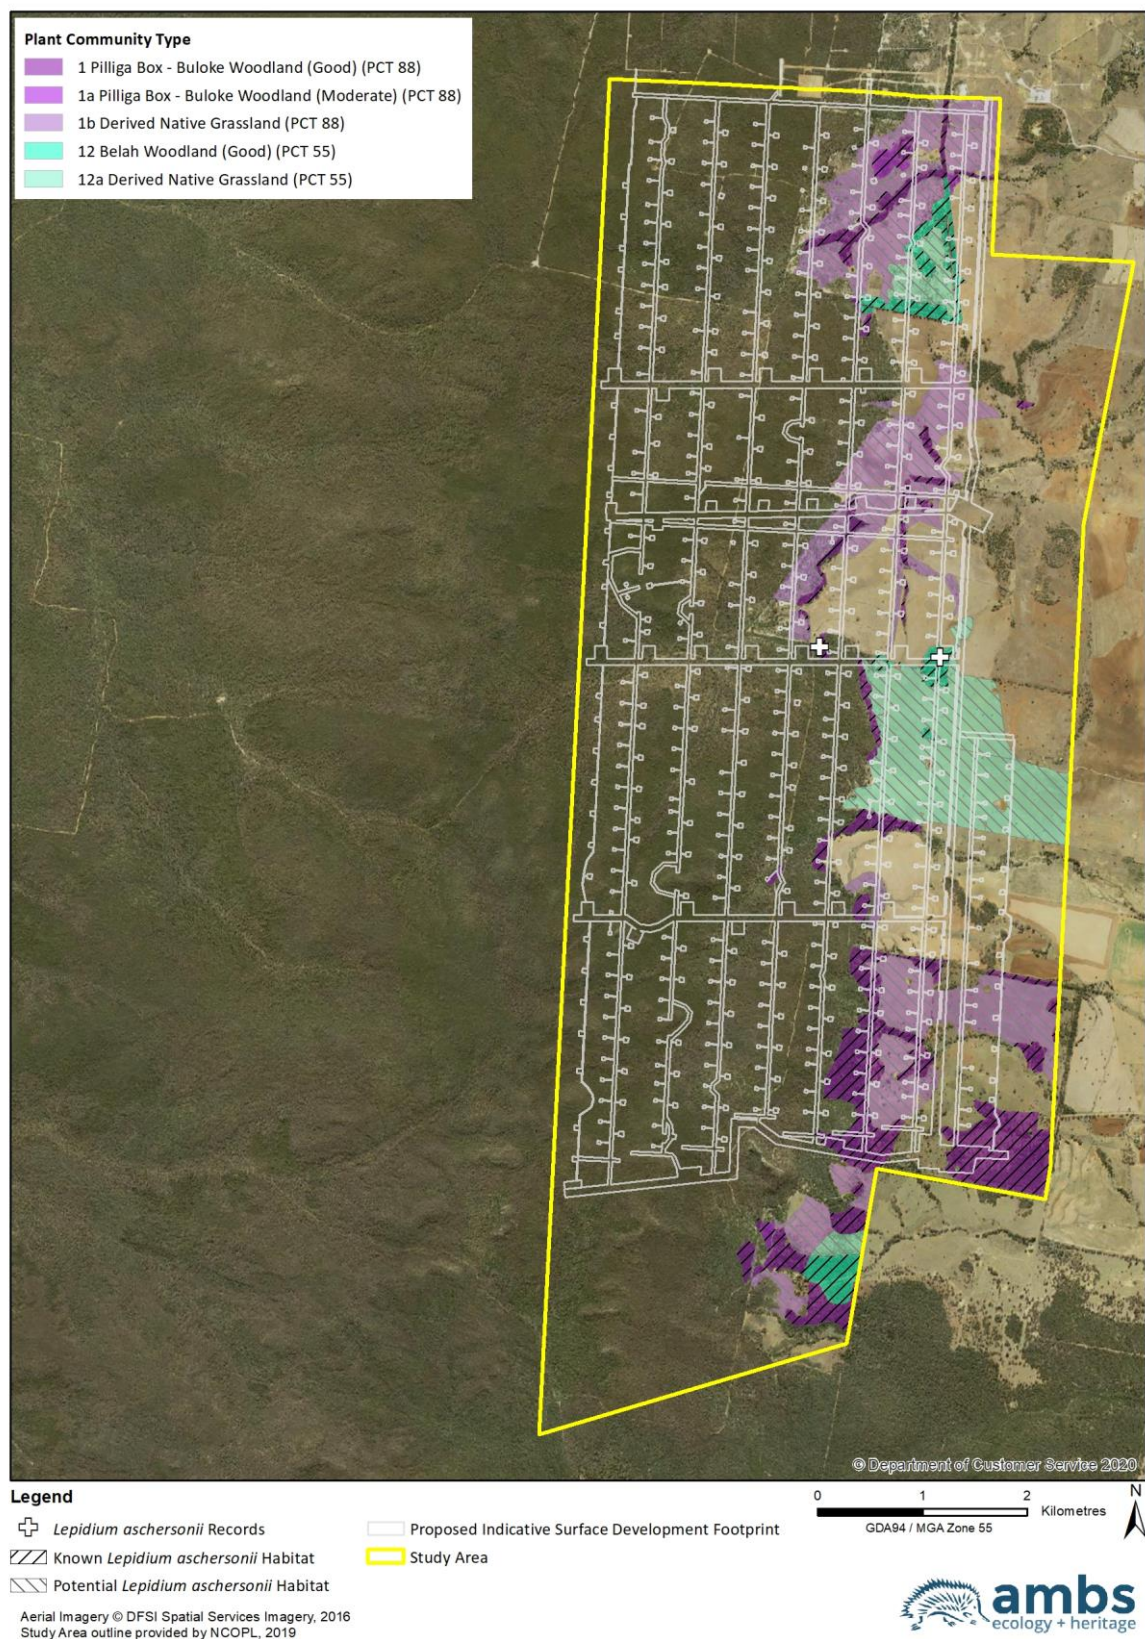 Plant Community Type
1 Pilliga Box - Buloke Woodland (Good) (PCT 88)
1a Pilliga Box - Buloke Woodland (Moderate) (PCT 88)
1b Derived Native Grassland (PCT 88)
12 Belah Woodland (Good) (PCT 55)
12a Derived Native Grassland (PCT 55)
© Department of Customer Service 2020
Legend
Lepidium aschersonii Records
Known Lepidium aschersonii Habitat
Potential Lepidium aschersonii Habitat
Proposed Indicative Surface Development Footprint
Study Area
0 1 2
Kilometres
GDA94 / MGA Zone 55
N
Aerial Imagery © DFSI Spatial Services Imagery, 2016
Study Area outline provided by NCOPL, 2019
ambs
ecology + heritage